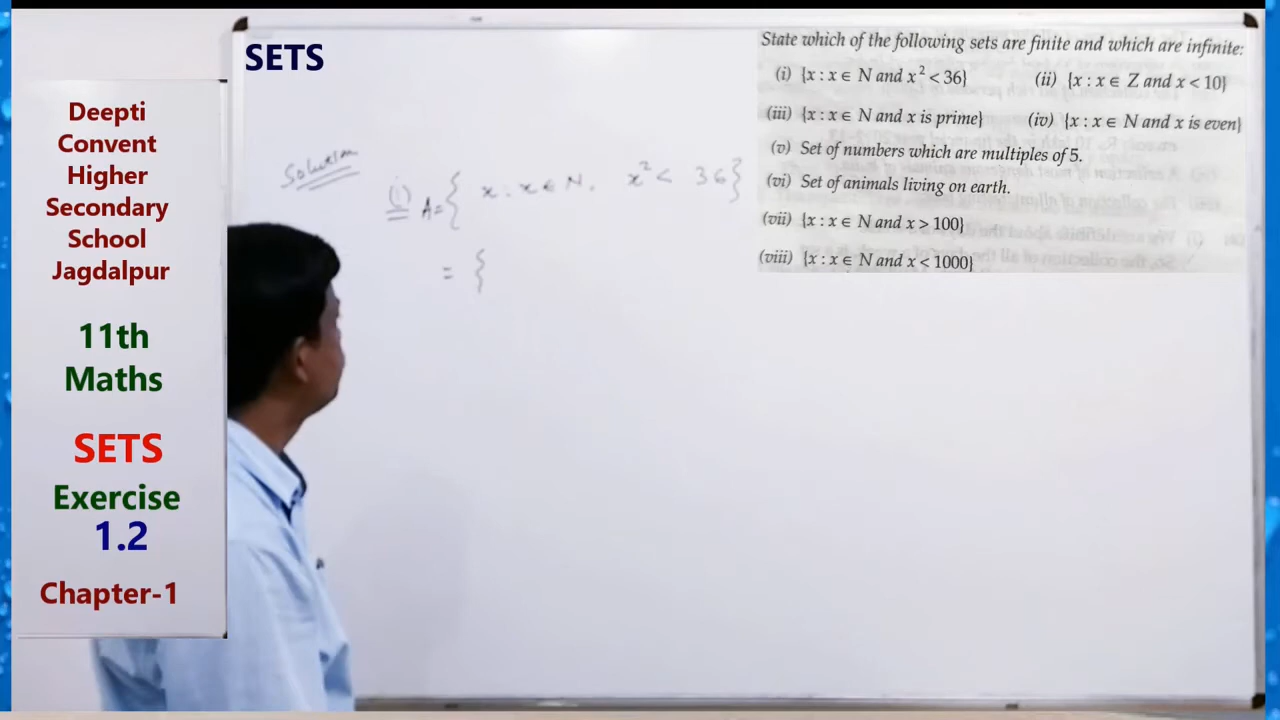 SETS
Deepti
Convent
Higher
Secondary
School
Jagdalpur
11th
Maths
SETS
Exercise
1.2
Chapter-1
State which of the following sets are finite and which are infinite:
(i) {x : x ∈ N and x² < 36} (ii) {x : x ∈ Z and x < 10}
(iii) {x : x ∈ N and x is prime} (iv) {x : x ∈ N and x is even}
(v) Set of numbers which are multiples of 5.
(vi) Set of animals living on earth.
(vii) {x : x ∈ N and x > 100}
(viii) {x : x ∈ N and x < 1000}
Solution
(i) A = { x : x ∈ N, x² < 36}
= {